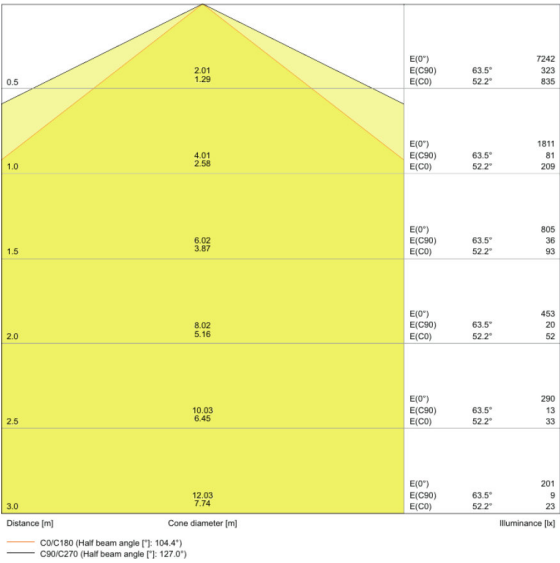 E(0°) 7242
2.01 E(C90) 63.5° 323
0.5 1.29 E(C0) 52.2° 835
E(0°) 1811
4.01 E(C90) 63.5° 81
1.0 2.58 E(C0) 52.2° 209
E(0°) 805
6.02 E(C90) 63.5° 36
1.5 3.87 E(C0) 52.2° 93
E(0°) 453
8.02 E(C90) 63.5° 20
2.0 5.16 E(C0) 52.2° 52
E(0°) 290
10.03 E(C90) 63.5° 13
2.5 6.45 E(C0) 52.2° 33
E(0°) 201
12.03 E(C90) 63.5° 9
3.0 7.74 E(C0) 52.2° 23
Distance [m] Cone diameter [m] Illuminance [lx]
C0/C180 (Half beam angle [°]: 104.4°)
C90/C270 (Half beam angle [°]: 127.0°)